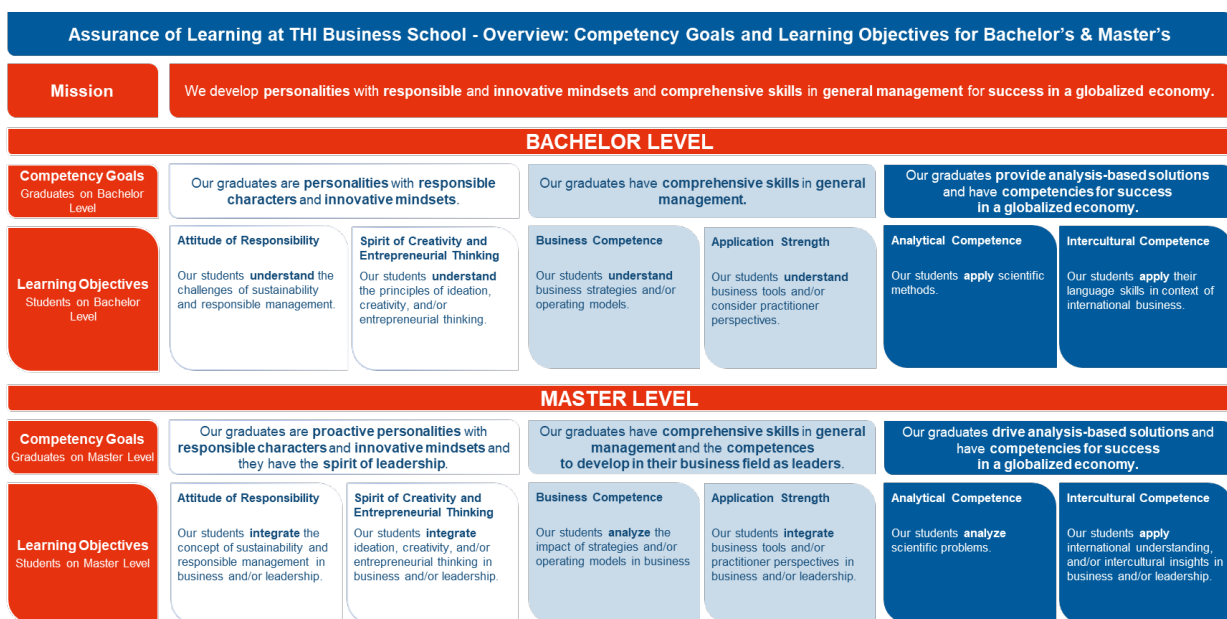 Assurance of Learning at THI Business School - Overview: Competency Goals and Learning Objectives for Bachelor's & Master's
Mission
We develop personalities with responsible and innovative mindsets and comprehensive skills in general management for success in a globalized economy.
BACHELOR LEVEL
Competency Goals
Graduates on Bachelor
Level
Our graduates are personalities with responsible
characters and innovative mindsets.
Our graduates have comprehensive skills in general
management.
Our graduates provide analysis-based solutions
and have competencies for success
in a globalized economy.
Learning Objectives
Students on Bachelor
Level
Attitude of Responsibility
Our students understand the
challenges of sustainability
and responsible management.
Spirit of Creativity and
Entrepreneurial Thinking
Our students understand
the principles of ideation,
creativity, and/or
entrepreneurial thinking.
Business Competence
Our students understand
business strategies and/or
operating models.
Application Strength
Our students understand
business tools and/or
consider practitioner
perspectives.
Analytical Competence
Our students apply scientific
methods.
Intercultural Competence
Our students apply their
language skills in context of
international business.
MASTER LEVEL
Competency Goals
Graduates on Master Level
Our graduates are proactive personalities with
responsible characters and innovative mindsets and
they have the spirit of leadership.
Our graduates have comprehensive skills in general
management and the competences
to develop in their business field as leaders.
Our graduates drive analysis-based solutions and
have competencies for success
in a globalized economy.
Learning Objectives
Students on Master Level
Attitude of Responsibility
Our students integrate the
concept of sustainability and
responsible management in
business and/or leadership.
Spirit of Creativity and
Entrepreneurial Thinking
Our students integrate
ideation, creativity, and/or
entrepreneurial thinking in
business and/or leadership.
Business Competence
Our students analyze the
impact of strategies and/or
operating models in business
Application Strength
Our students integrate
business tools and/or
practitioner perspectives in
business and/or leadership.
Analytical Competence
Our students analyze
scientific problems.
Intercultural Competence
Our students apply
international understanding,
and/or intercultural insights in
business and/or leadership.